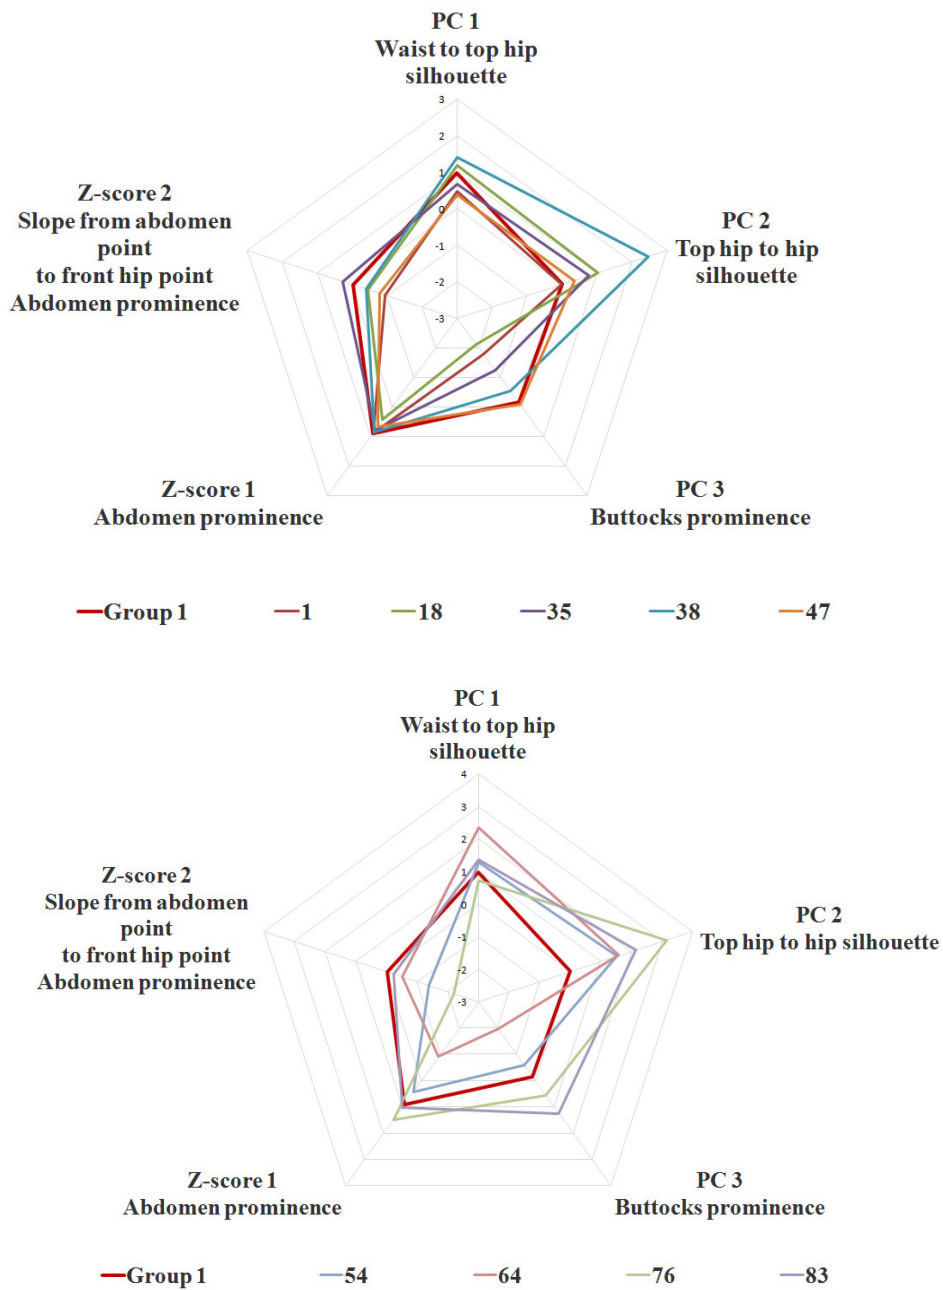 PC 1
Waist to top hip
silhouette
3
2
1
0
-1
-2
-3
Z-score 2
Slope from abdomen
point
to front hip point
Abdomen prominence
PC 2
Top hip to hip
silhouette
Z-score 1
Abdomen prominence
PC 3
Buttocks prominence
Group 1 1 18 35 38 47
PC 1
Waist to top hip
silhouette
4
3
2
1
0
-1
-2
-3
Z-score 2
Slope from abdomen
point
to front hip point
Abdomen prominence
PC 2
Top hip to hip silhouette
Z-score 1
Abdomen prominence
PC 3
Buttocks prominence
Group 1 54 64 76 83